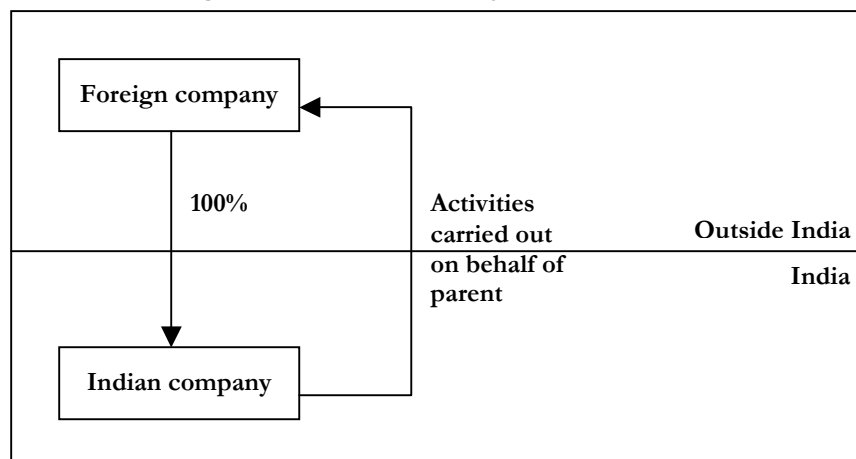 Foreign company
100%
Activities
carried out
on behalf of
parent
Outside India
India
Indian company